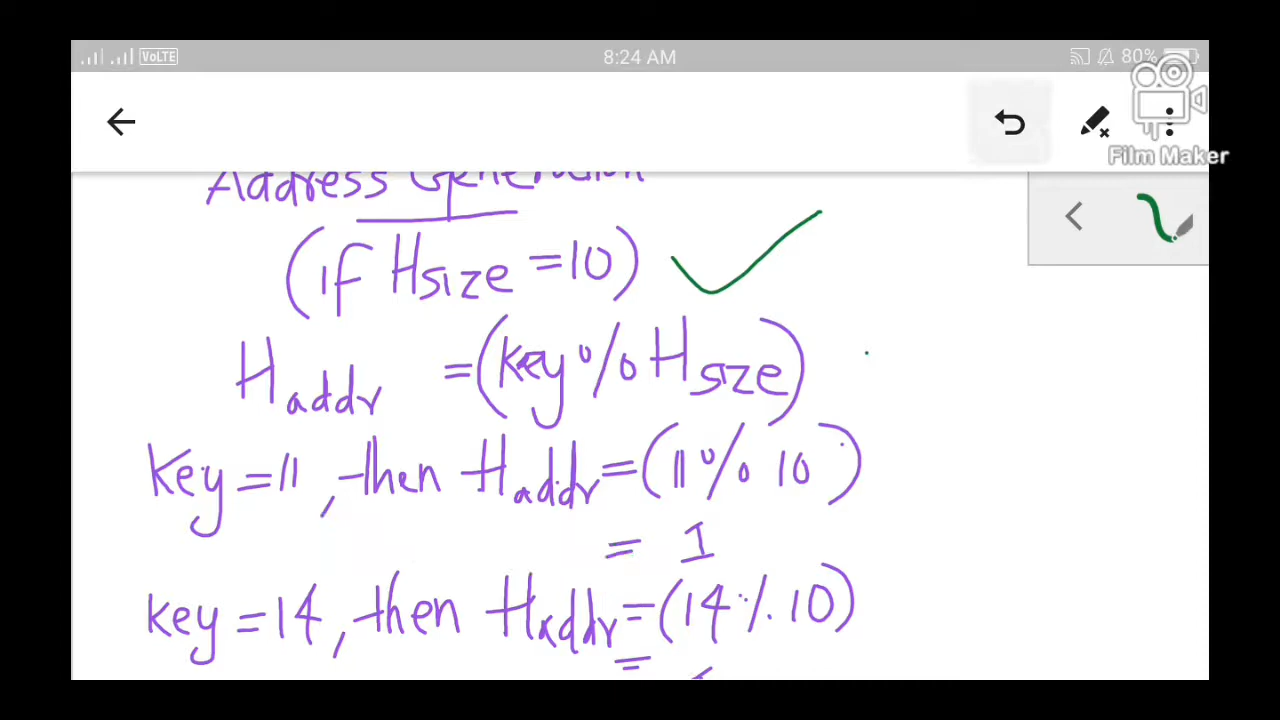 VoLTE 8:24 AM 80%
Film Maker
Address Generation
(if Hsize =10)
Haddr =(key%Hsize)
key=11, then Haddr=(11%10)
= 1
key=14, then Haddr=(14%10)
=